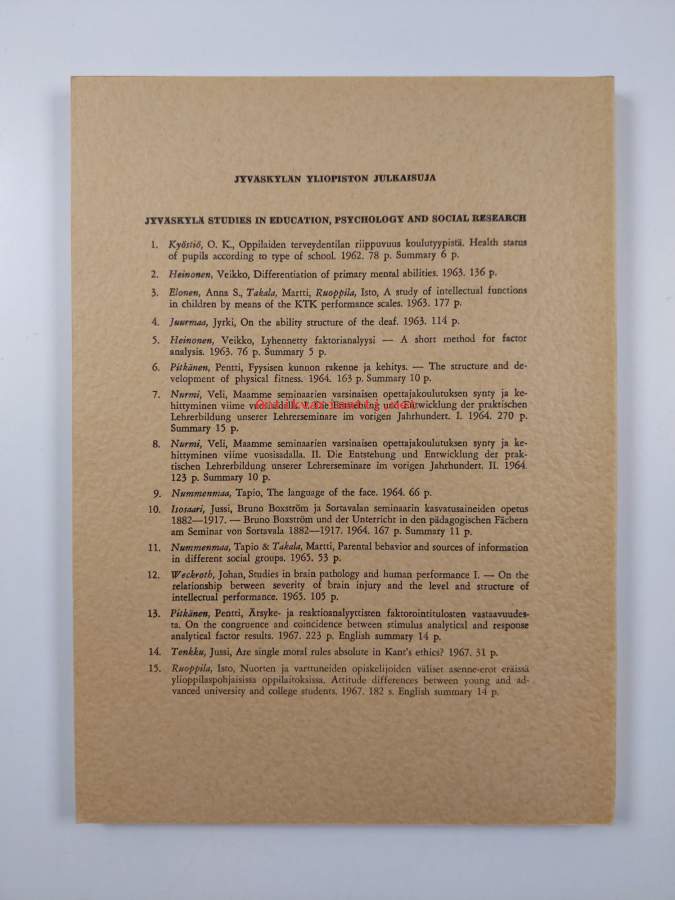 JYVÄSKYLÄN YLIOPISTON JULKAISUJA
JYVÄSKYLÄ STUDIES IN EDUCATION, PSYCHOLOGY AND SOCIAL RESEARCH
1. Kyöstiö, O. K., Oppilaiden terveydentilan riippuvuus koulutyypistä. Health status
of pupils according to type of school. 1962. 78 p. Summary 6 p.
2. Heinonen, Veikko, Differentiation of primary mental abilities. 1963. 136 p.
3. Elonen, Anna S., Takala, Martti, Ruoppila, Isto, A study of intellectual functions
in children by means of the KTK performance scales. 1963. 177 p.
4. Juurmaa, Jyrki, On the ability structure of the deaf. 1963. 114 p.
5. Heinonen, Veikko, Lyhennetty faktorianalyysi — A short method for factor
analysis. 1963. 76 p. Summary 5 p.
6. Pitkänen, Pentti, Fyysisen kunnon rakenne ja kehitys. — The structure and de-
velopment of physical fitness. 1964. 163 p. Summary 10 p.
7. Nurmi, Veli, Maamme seminaarien varsinaisen opettajakoulutuksen synty ja ke-
hittyminen viime vuosisadalla. I. Die Entstehung und Entwicklung der praktischen
Lehrerbildung unserer Lehrerseminare im vorigen Jahrhundert. I. 1964. 270 p.
Summary 15 p.
8. Nurmi, Veli, Maamme seminaarien varsinaisen opettajakoulutuksen synty ja ke-
hittyminen viime vuosisadalla. II. Die Entstehung und Entwicklung der prak-
tischen Lehrerbildung unserer Lehrerseminare im vorigen Jahrhundert. II. 1964.
123 p. Summary 10 p.
9. Nummenmaa, Tapio, The language of the face. 1964. 66 p.
10. Isosaari, Jussi, Bruno Boxström ja Sortavalan seminaarin kasvatusaineiden opetus
1882—1917. — Bruno Boxström und der Unterricht in den pädagogischen Fächern
am Seminar von Sortavala 1882—1917. 1964. 167 p. Summary 11 p.
11. Nummenmaa, Tapio & Takala, Martti, Parental behavior and sources of information
in different social groups. 1965. 53 p.
12. Weckroth, Johan, Studies in brain pathology and human performance I. — On the
relationship between severity of brain injury and the level and structure of
intellectual performance. 1965. 105 p.
13. Pitkänen, Pentti, Ärsyke- ja reaktioanalyyttisten faktorointitulosten vastaavuudes-
ta. On the congruence and coincidence between stimulus analytical and response
analytical factor results. 1967. 223 p. English summary 14 p.
14. Tenkku, Jussi, Are single moral rules absolute in Kant's ethics? 1967. 31 p.
15. Ruoppila, Isto, Nuorten ja varttuneiden opiskelijoiden väliset asenne-erot eräissä
ylioppilaspohjaisissa oppilaitoksissa. Attitude differences between young and ad-
vanced university and college students. 1967. 182 s. English summary 14 p.